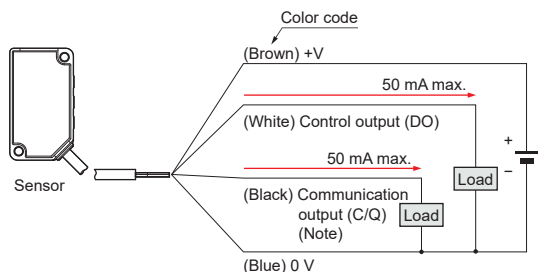 Color code
(Brown) +V
50 mA max.
(White) Control output (DO)
+
−
50 mA max.
Load
Sensor
(Black) Communication
output (C/Q)
(Note)
Load
(Blue) 0 V